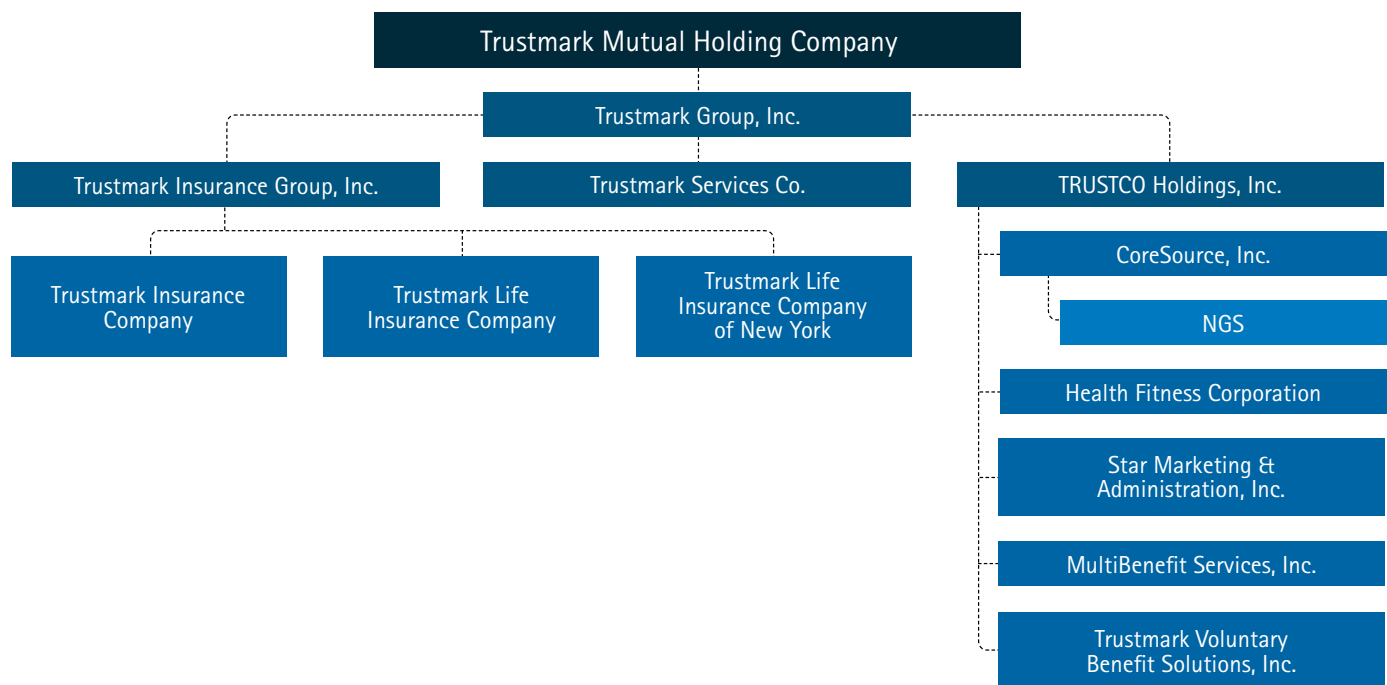 Trustmark Mutual Holding Company
Trustmark Group, Inc.
Trustmark Insurance Group, Inc.
Trustmark Services Co.
TRUSTCO Holdings, Inc.
Trustmark Insurance
Company
Trustmark Life
Insurance Company
Trustmark Life
Insurance Company
of New York
CoreSource, Inc.
NGS
Health Fitness Corporation
Star Marketing &
Administration, Inc.
MultiBenefit Services, Inc.
Trustmark Voluntary
Benefit Solutions, Inc.